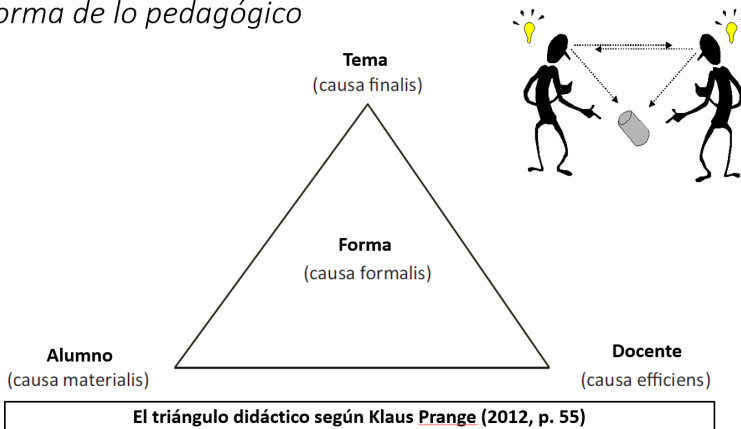 orma de lo pedagógico
Tema
(causa finalis)
Forma
(causa formalis)
Alumno
(causa materialis)
Docente
(causa efficiens)
El triángulo didáctico según Klaus Prange (2012, p. 55)